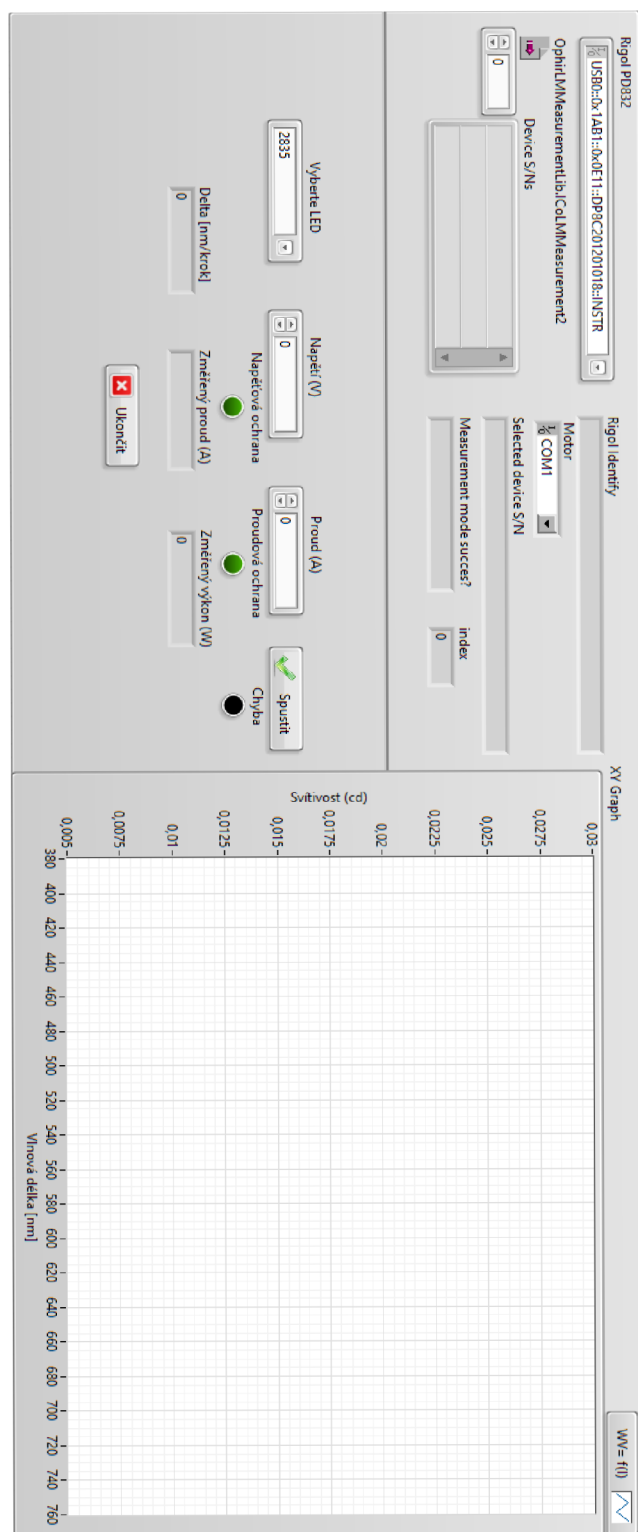 Rigol PD832
USB0::0x1AB1::0x0E11::DP8C201201018::INSTR
Rigol Identify
OphirLMMeasurementLib.ICoLMMeasurement2
Motor
COM1
0
Device S/Ns
Selected device S/N
Measurement mode succes?
index
0
Vyberte LED
2835
Napětí (V)
0
Proud (A)
0
Spustit
Napěťová ochrana
Proudová ochrana
Chyba
Delta [nm/krok]
0
Změřený proud (A)
Změřený výkon (W)
0
Ukončit
XY Graph
WV= f(I)
Svítivost (cd)
0,03
0,0275
0,025
0,0225
0,02
0,0175
0,015
0,0125
0,01
0,0075
0,005
380 400 420 440 460 480 500 520 540 560 580 600 620 640 660 680 700 720 740 760
Vlnová délka [nm]